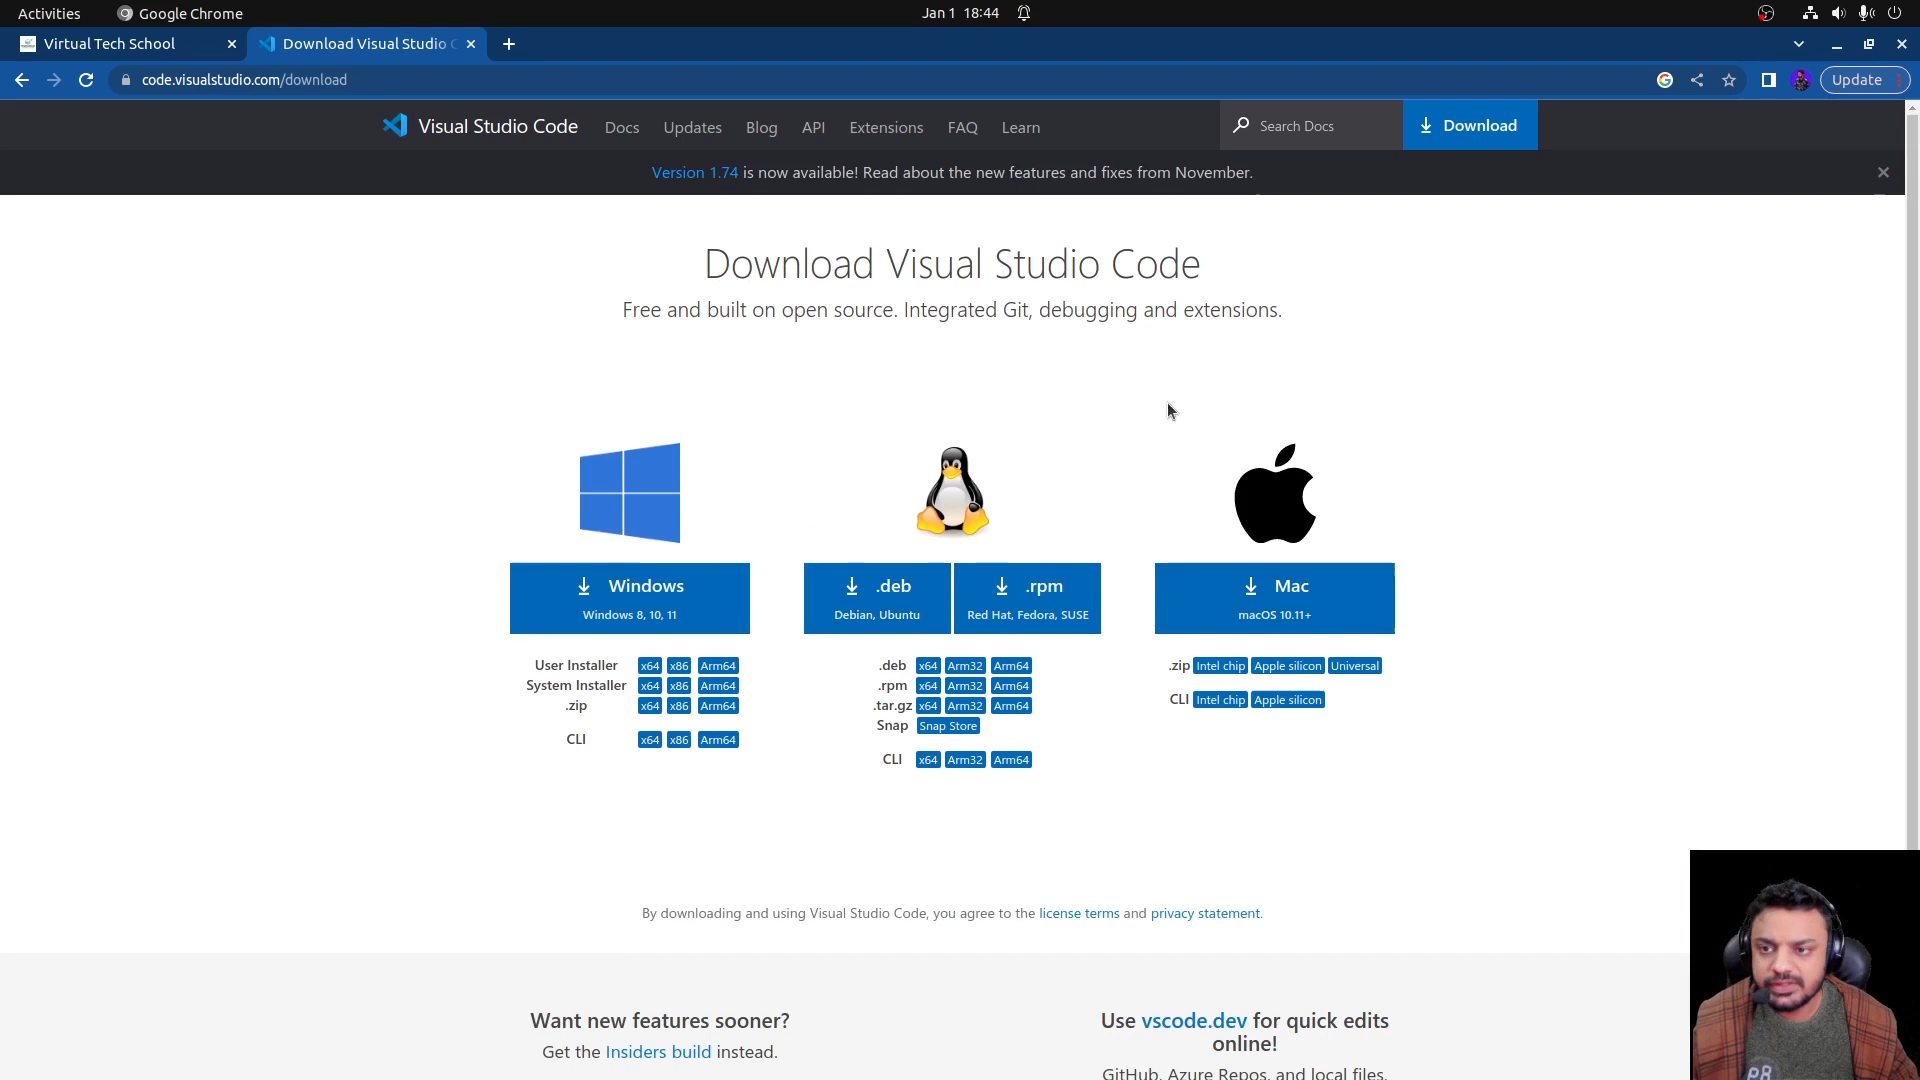 Activities Google Chrome Jan 1 18:44
Virtual Tech School Download Visual Studio C
code.visualstudio.com/download Update
Visual Studio Code Docs Updates Blog API Extensions FAQ Learn Search Docs Download
Version 1.74 is now available! Read about the new features and fixes from November.
Download Visual Studio Code
Free and built on open source. Integrated Git, debugging and extensions.
Windows
Windows 8, 10, 11
User Installer x64 x86 Arm64
System Installer x64 x86 Arm64
.zip x64 x86 Arm64
CLI x64 x86 Arm64
.deb
Debian, Ubuntu
.rpm
Red Hat, Fedora, SUSE
.deb x64 Arm32 Arm64
.rpm x64 Arm32 Arm64
.tar.gz x64 Arm32 Arm64
Snap Snap Store
CLI x64 Arm32 Arm64
Mac
macOS 10.11+
.zip Intel chip Apple silicon Universal
CLI Intel chip Apple silicon
By downloading and using Visual Studio Code, you agree to the license terms and privacy statement.
Want new features sooner?
Get the Insiders build instead.
Use vscode.dev for quick edits
online!
GitHub, Azure Repos, and local files.